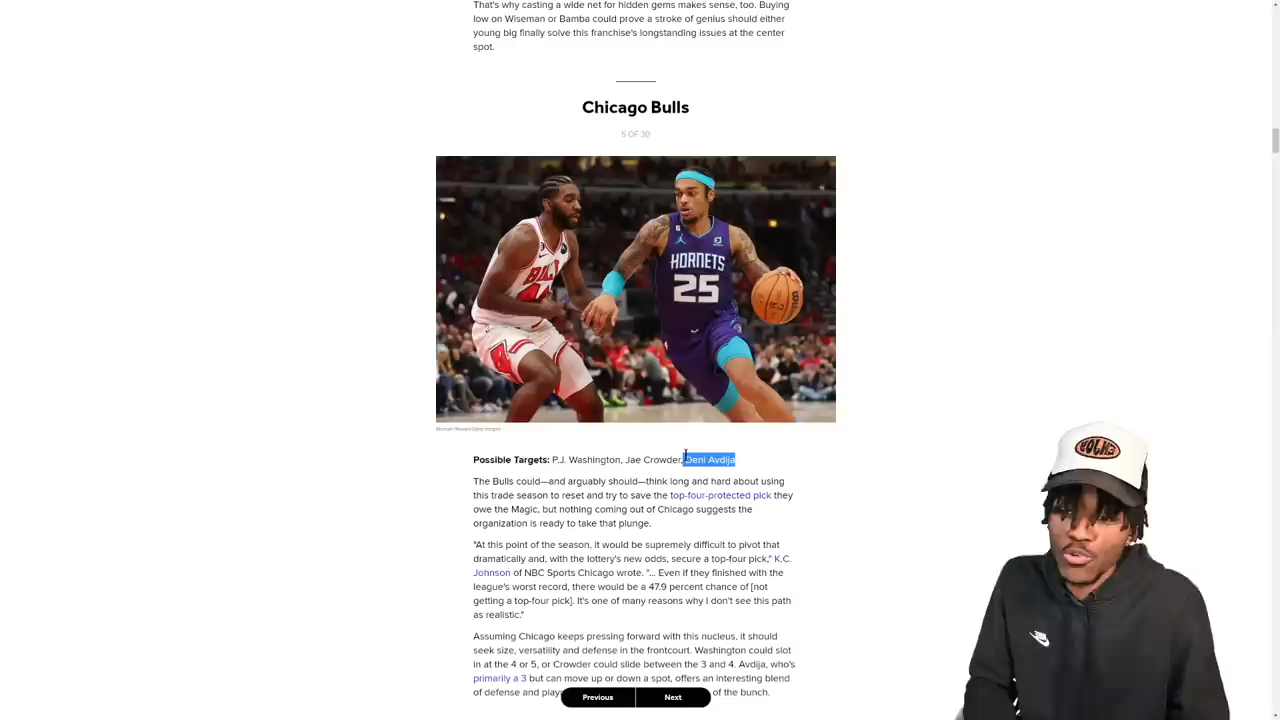 That's why casting a wide net for hidden gems makes sense, too. Buying
low on Wiseman or Bamba could prove a stroke of genius should either
young big finally solve this franchise's longstanding issues at the center
spot.
Chicago Bulls
5 OF 30
HORNETS
25
Possible Targets: P.J. Washington, Jae Crowder, Deni Avdija
The Bulls could—and arguably should—think long and hard about using
this trade season to reset and try to save the top-four-protected pick they
owe the Magic, but nothing coming out of Chicago suggests the
organization is ready to take that plunge.
"At this point of the season, it would be supremely difficult to pivot that
dramatically and, with the lottery's new odds, secure a top-four pick," K.C.
Johnson of NBC Sports Chicago wrote. "... Even if they finished with the
league's worst record, there would be a 47.9 percent chance of [not
getting a top-four pick]. It's one of many reasons why I don't see this path
as realistic."
Assuming Chicago keeps pressing forward with this nucleus, it should
seek size, versatility and defense in the frontcourt. Washington could slot
in at the 4 or 5, or Crowder could slide between the 3 and 4. Avdija, who's
primarily a 3 but can move up or down a spot, offers an interesting blend
of defense and of the bunch.
Previous
Next